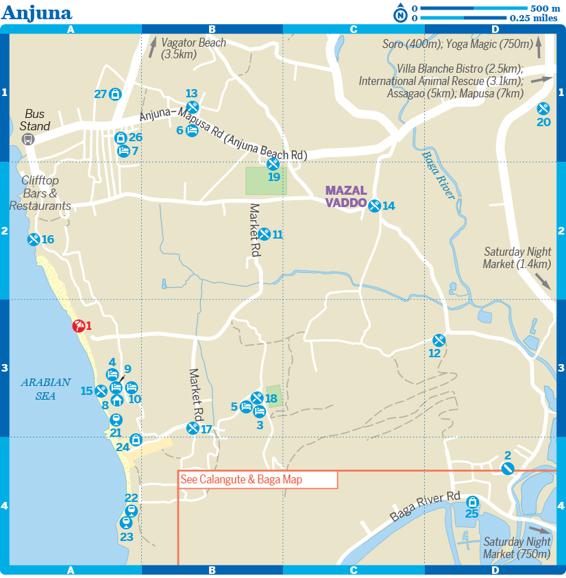 Anjuna
N
0 500 m
0 0.25 miles
A B C D
Vagator Beach
(3.5km)
Soro (400m); Yoga Magic (750m)
Villa Blanche Bistro (2.5km);
International Animal Rescue (3.1km);
Assagao (5km); Mapusa (7km)
1
1
27
13
20
Bus
Stand
Anjuna–Mapusa Rd (Anjuna Beach Rd)
26
6
7
19
Baga River
Clifftop
Bars &
Restaurants
MAZAL
VADDO
14
2
2
16
Market Rd
11
Saturday Night
Market (1.4km)
1
12
3
3
4
9
ARABIAN
SEA
15
8
10
Market Rd
5
18
3
21
17
24
2
See Calangute & Baga Map
22
Baga River Rd
25
4
4
23
Saturday Night
Market (750m)
A B C D